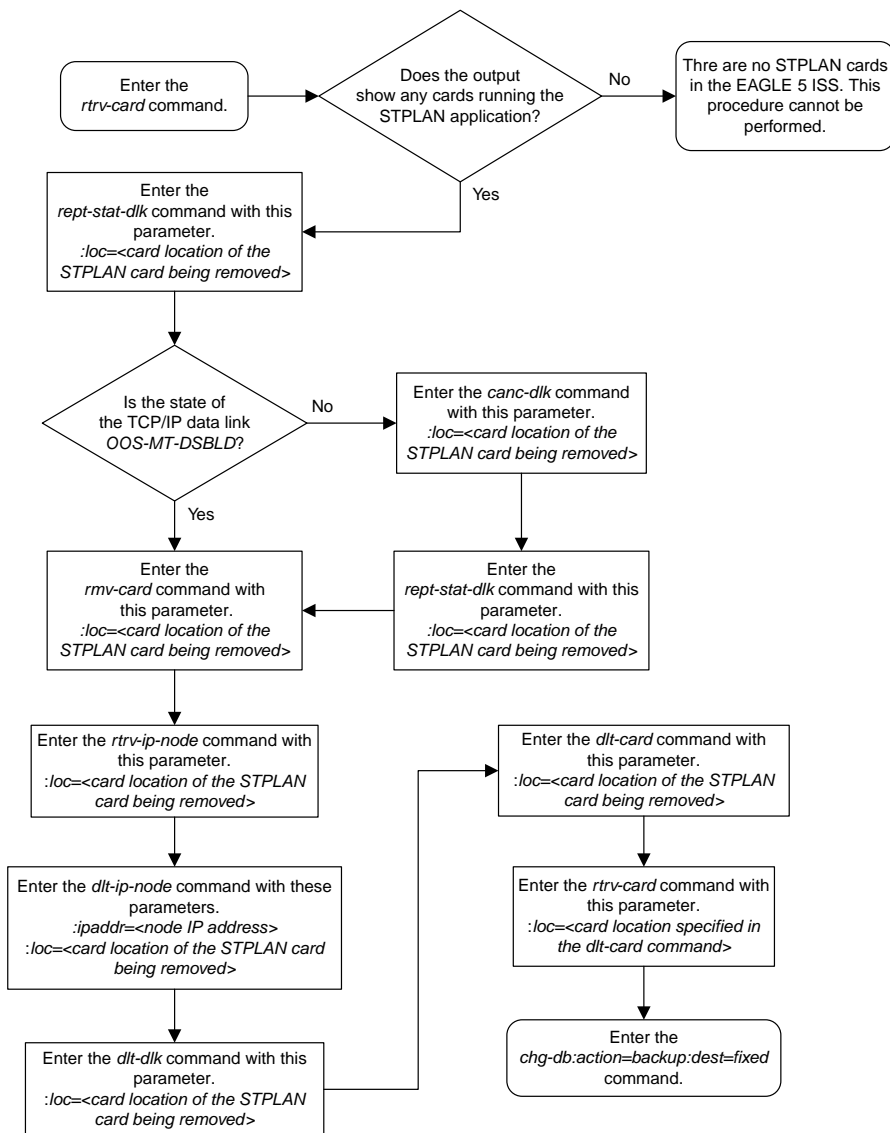 Enter the
rtrv-card command.
Does the output
show any cards running the
STPLAN application?
No
Thre are no STPLAN cards
in the EAGLE 5 ISS. This
procedure cannot be
performed.
Yes
Enter the
rept-stat-dlk command with this
parameter.
:loc=<card location of the
STPLAN card being removed>
Is the state of
the TCP/IP data link
OOS-MT-DSBLD?
No
Enter the canc-dlk command
with this parameter.
:loc=<card location of the
STPLAN card being removed>
Yes
Enter the
rmv-card command with
this parameter.
:loc=<card location of the
STPLAN card being removed>
Enter the
rept-stat-dlk command with this
parameter.
:loc=<card location of the
STPLAN card being removed>
Enter the rtrv-ip-node command with
this parameter.
:loc=<card location of the STPLAN
card being removed>
Enter the dlt-ip-node command with these
parameters.
:ipaddr=<node IP address>
:loc=<card location of the STPLAN card
being removed>
Enter the dlt-dlk command with this
parameter.
:loc=<card location of the STPLAN
card being removed>
Enter the dlt-card command with
this parameter.
:loc=<card location of the STPLAN
card being removed>
Enter the rtrv-card command with
this parameter.
:loc=<card location specified in
the dlt-card command>
Enter the
chg-db:action=backup:dest=fixed
command.